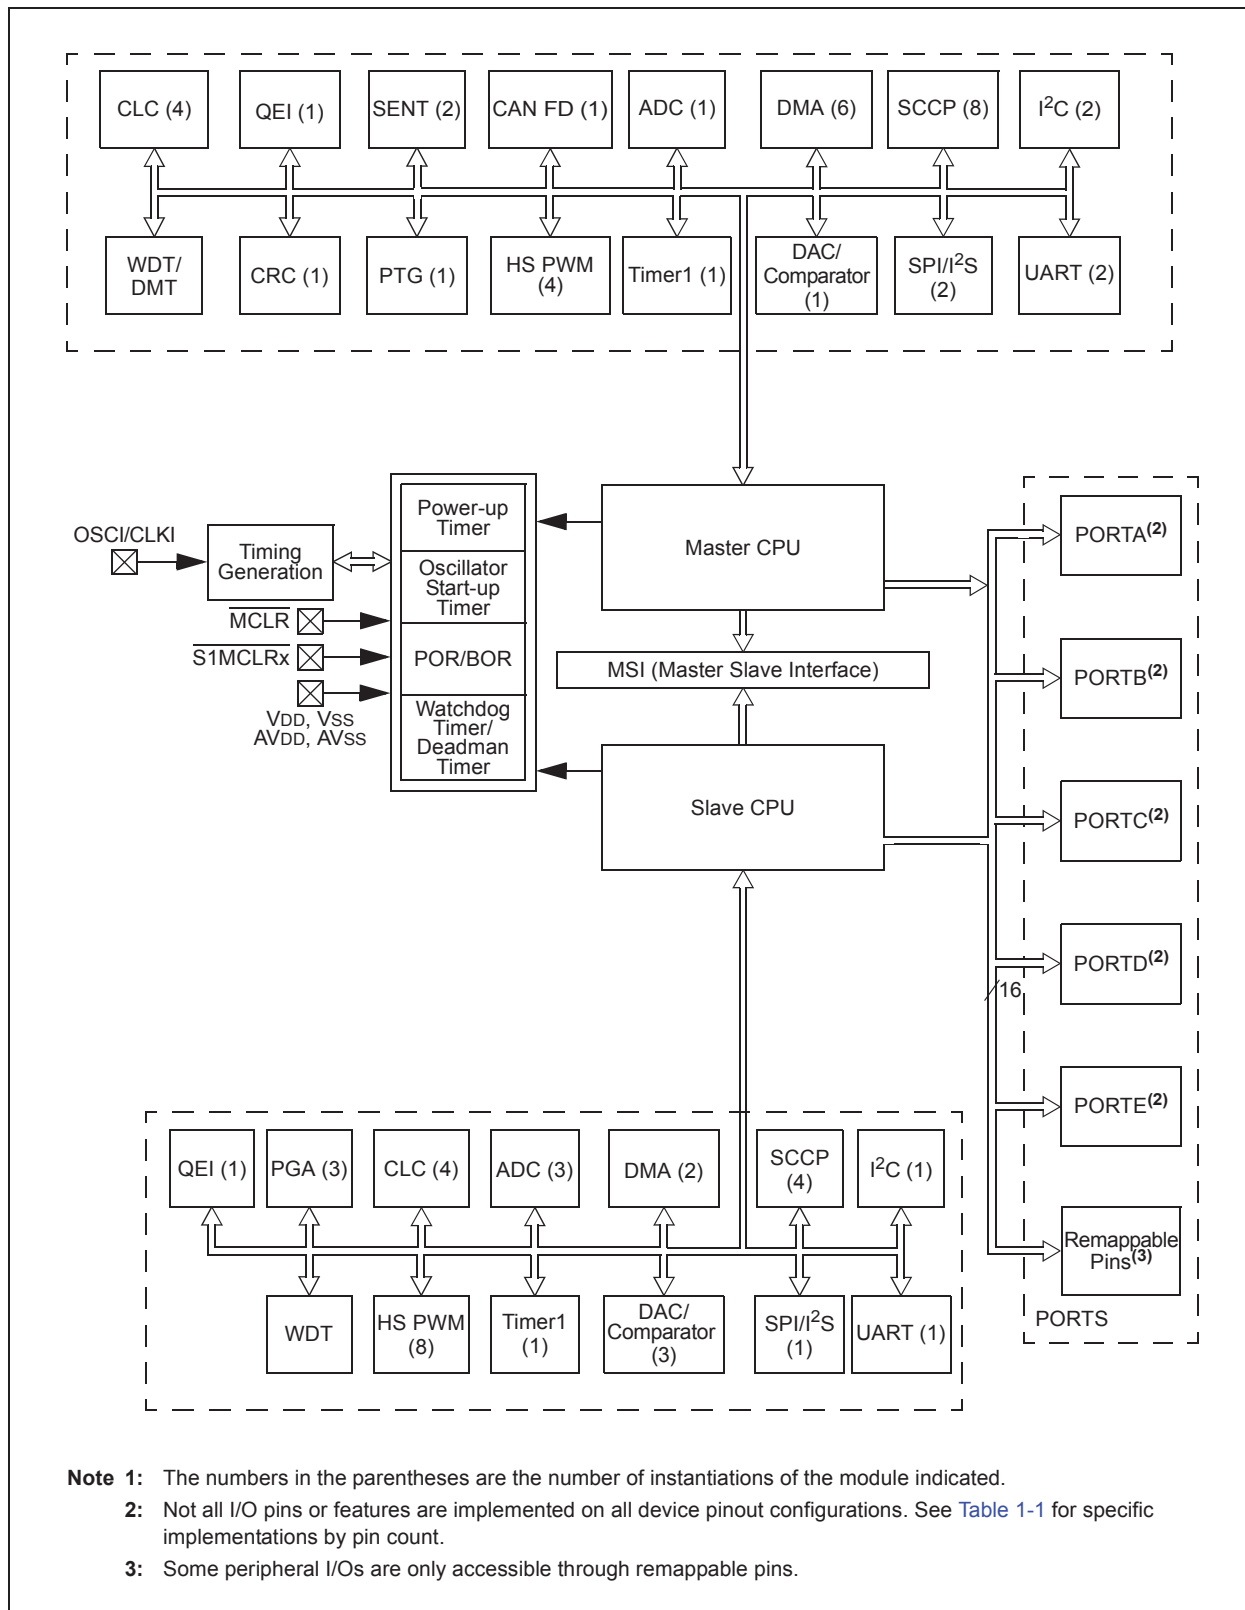 CLC (4)
QEI (1)
SENT (2)
CAN FD (1)
ADC (1)
DMA (6)
SCCP (8)
I²C (2)
WDT/
DMT
CRC (1)
PTG (1)
HS PWM
(4)
Timer1 (1)
DAC/
Comparator
(1)
SPI/I²S
(2)
UART (2)
OSCI/CLKI
Timing
Generation
MCLR
S1MCLRx
VDD, VSS
AVDD, AVSS
Power-up
Timer
Oscillator
Start-up
Timer
POR/BOR
Watchdog
Timer/
Deadman
Timer
Master CPU
MSI (Master Slave Interface)
Slave CPU
PORTA(2)
PORTB(2)
PORTC(2)
PORTD(2)
16
PORTE(2)
Remappable
Pins(3)
PORTS
QEI (1)
PGA (3)
CLC (4)
ADC (3)
DMA (2)
SCCP
(4)
I²C (1)
WDT
HS PWM
(8)
Timer1
(1)
DAC/
Comparator
(3)
SPI/I²S
(1)
UART (1)
Note 1: The numbers in the parentheses are the number of instantiations of the module indicated.
2: Not all I/O pins or features are implemented on all device pinout configurations. See Table 1-1 for specific
implementations by pin count.
3: Some peripheral I/Os are only accessible through remappable pins.